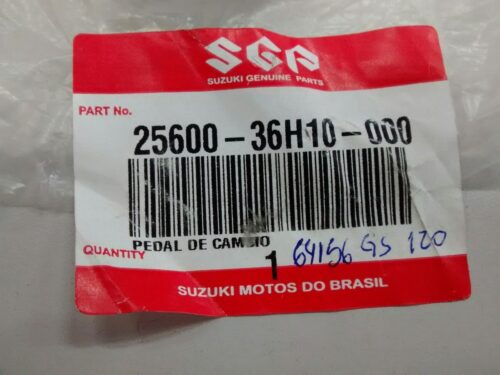 SGP
SUZUKI GENUINE PARTS
PART No.
25600-36H10-000
PEDAL DE CAMBIO
QUANTITY
1
64156 GS 120
SUZUKI MOTOS DO BRASIL